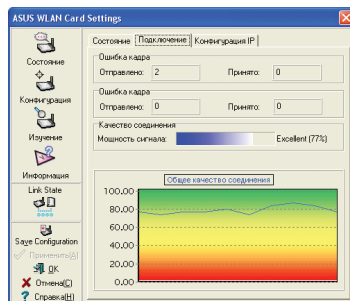 ASUS WLAN Card Settings
Состояние
Конфигурация
Изучение
Информация
Link State
Save Configuration
Применить(A)
OK
Отмена(C)
Справка(H)
Состояние Подключение Конфигурация IP
Ошибка кадра
Отправлено: 2 Принято: 0
Ошибка кадра
Отправлено: 0 Принято: 0
Качество соединения
Мощность сигнала: Excellent (77%)
Общее качество соединения
100.00
80.00
60.00
40.00
20.00
0.00